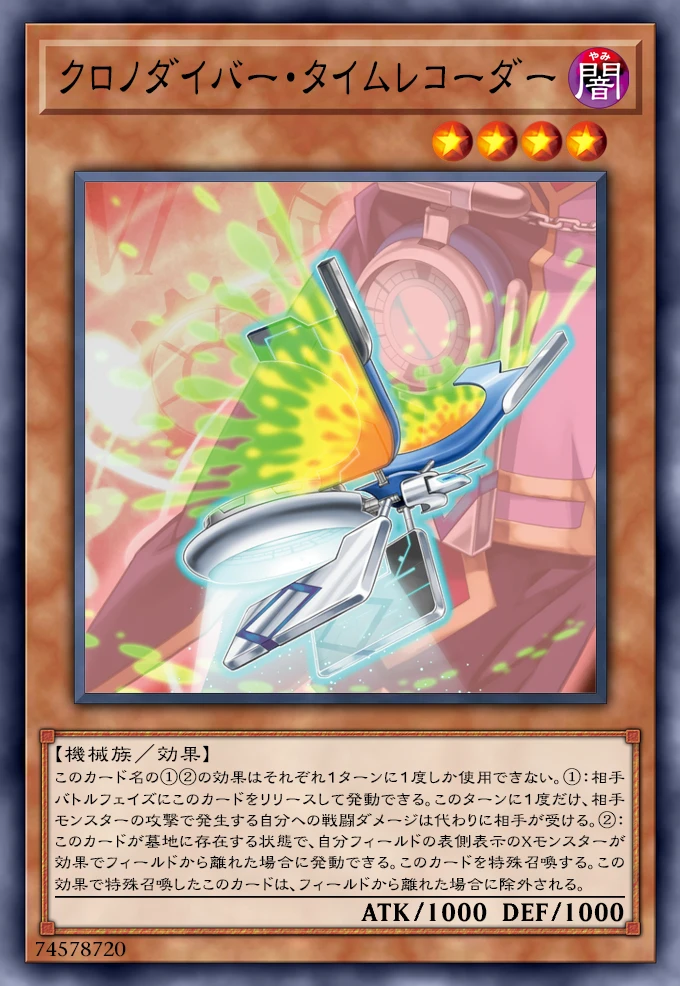 クロノダイバー・タイムレコーダー
やみ
闇
【機械族／効果】
このカード名の①②の効果はそれぞれ1ターンに1度しか使用できない。①：相手
バトルフェイズにこのカードをリリースして発動できる。このターンに1度だけ、相手
モンスターの攻撃で発生する自分への戦闘ダメージは代わりに相手が受ける。②：
このカードが墓地に存在する状態で、自分フィールドの表側表示のXモンスターが
効果でフィールドから離れた場合に発動できる。このカードを特殊召喚する。この
効果で特殊召喚したこのカードは、フィールドから離れた場合に除外される。
ATK/1000 DEF/1000
74578720